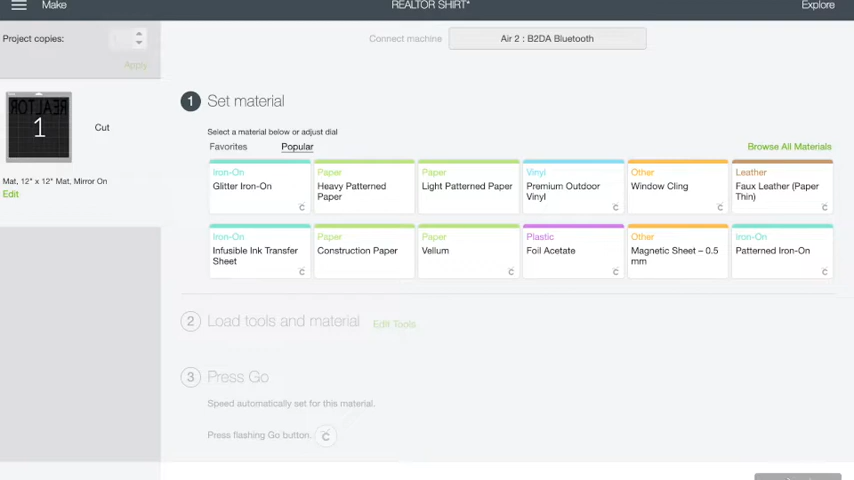 Make
REALTOR SHIRT*
Explore
Project copies:
Connect machine
Air 2 : B2DA Bluetooth
Apply
1 Set material
REALTOR
1
Cut
Select a material below or adjust dial
Favorites
Popular
Browse All Materials
Mat, 12" x 12" Mat, Mirror On
Edit
Iron-On
Glitter Iron-On
Paper
Heavy Patterned
Paper
Paper
Light Patterned Paper
Vinyl
Premium Outdoor
Vinyl
Other
Window Cling
Leather
Faux Leather (Paper
Thin)
Iron-On
Infusible Ink Transfer
Sheet
Paper
Construction Paper
Paper
Vellum
Plastic
Foil Acetate
Other
Magnetic Sheet – 0.5
mm
Iron-On
Patterned Iron-On
2 Load tools and material
Edit Tools
3 Press Go
Speed automatically set for this material.
Press flashing Go button.